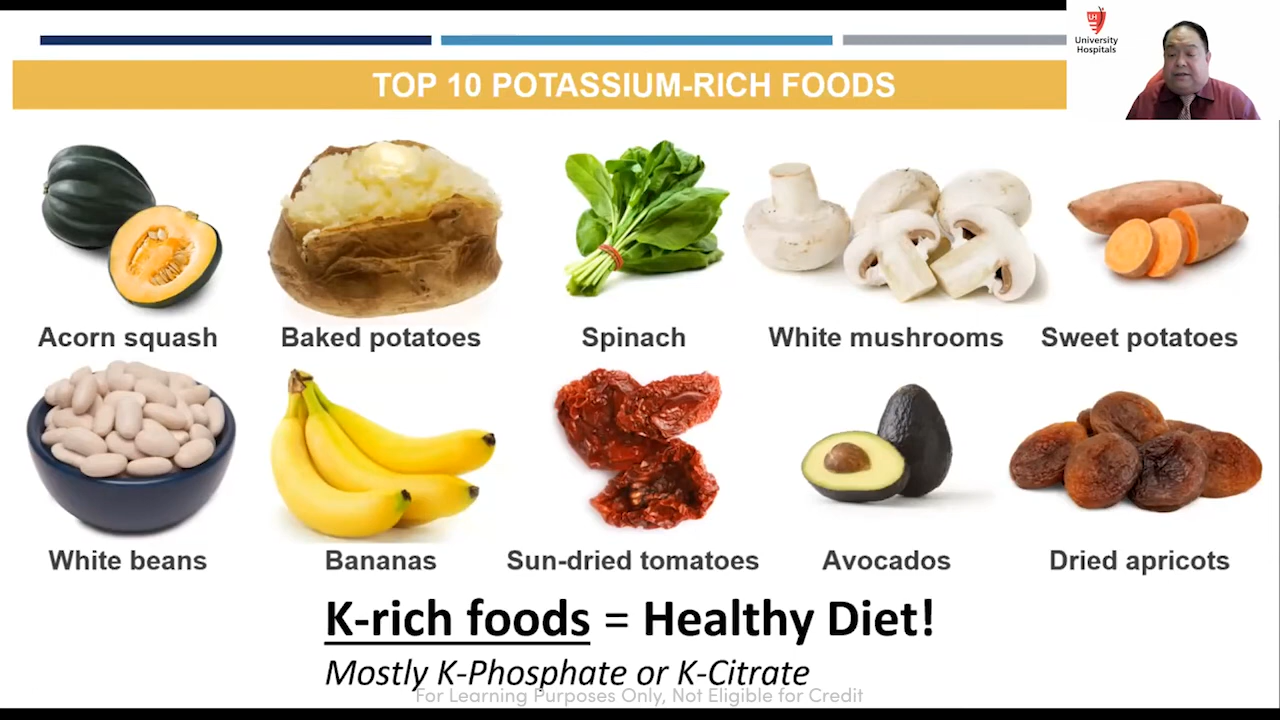 UH
University
Hospitals
TOP 10 POTASSIUM-RICH FOODS
Acorn squash
Baked potatoes
Spinach
White mushrooms
Sweet potatoes
White beans
Bananas
Sun-dried tomatoes
Avocados
Dried apricots
K-rich foods = Healthy Diet!
Mostly K-Phosphate or K-Citrate
For Learning Purposes Only, Not Eligible for Credit